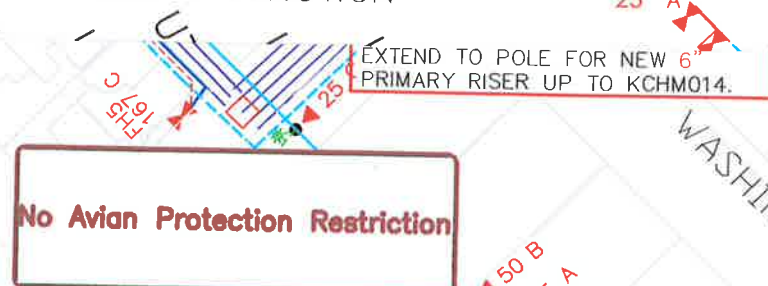 25 A
U
EXTEND TO POLE FOR NEW 6"
PRIMARY RISER UP TO KCHM014.
FH5
167 C
25 C
No Avian Protection Restriction
50 B
A